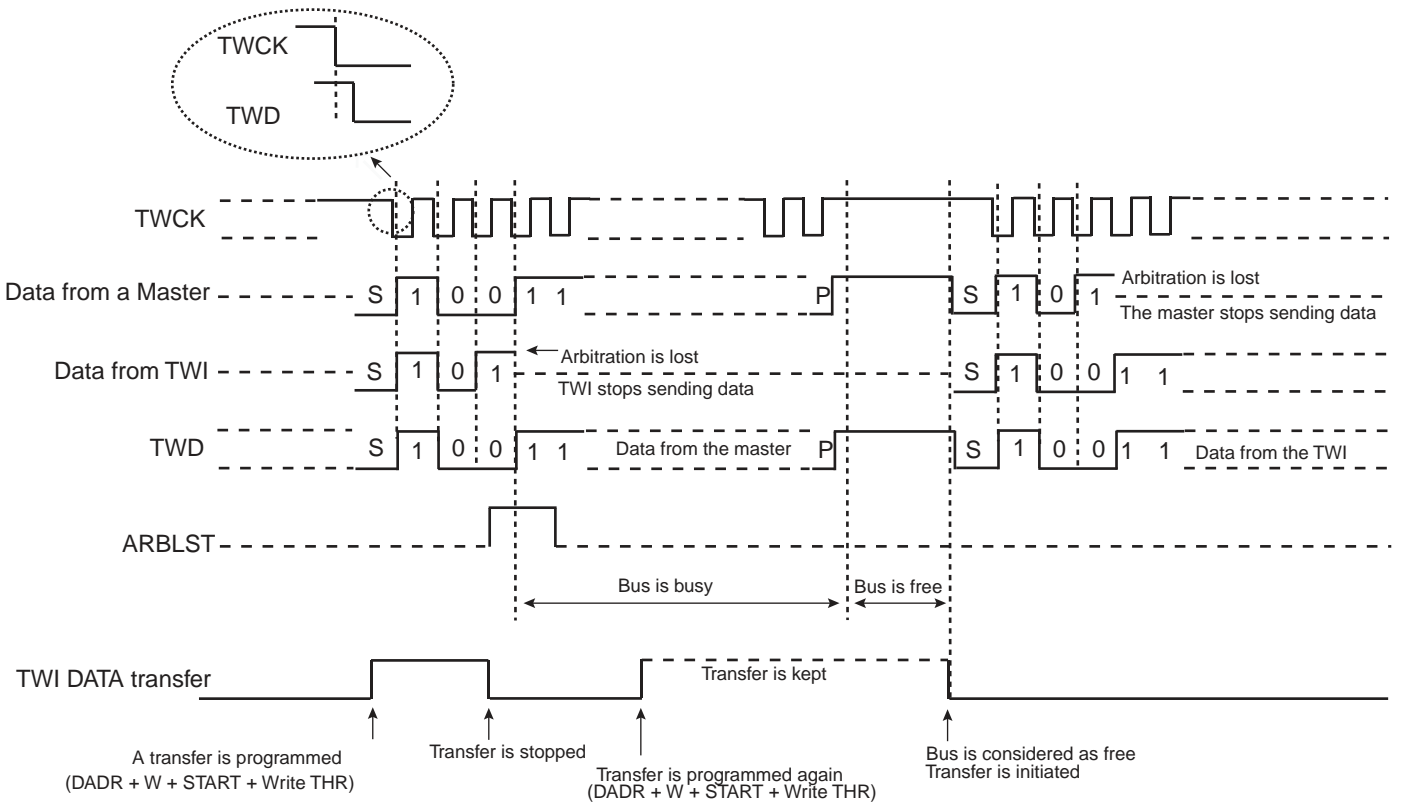 TWCK
TWD
TWCK
Data from a Master S 1 0 0 1 1 P S 1 0 1 Arbitration is lost
The master stops sending data
Data from TWI S 1 0 1 Arbitration is lost S 1 0 0 1 1
TWI stops sending data
TWD S 1 0 0 1 1 Data from the master P S 1 0 0 1 1 Data from the TWI
ARBLST
Bus is busy Bus is free
TWI DATA transfer Transfer is kept
A transfer is programmed
(DADR + W + START + Write THR)
Transfer is stopped
Transfer is programmed again
(DADR + W + START + Write THR)
Bus is considered as free
Transfer is initiated